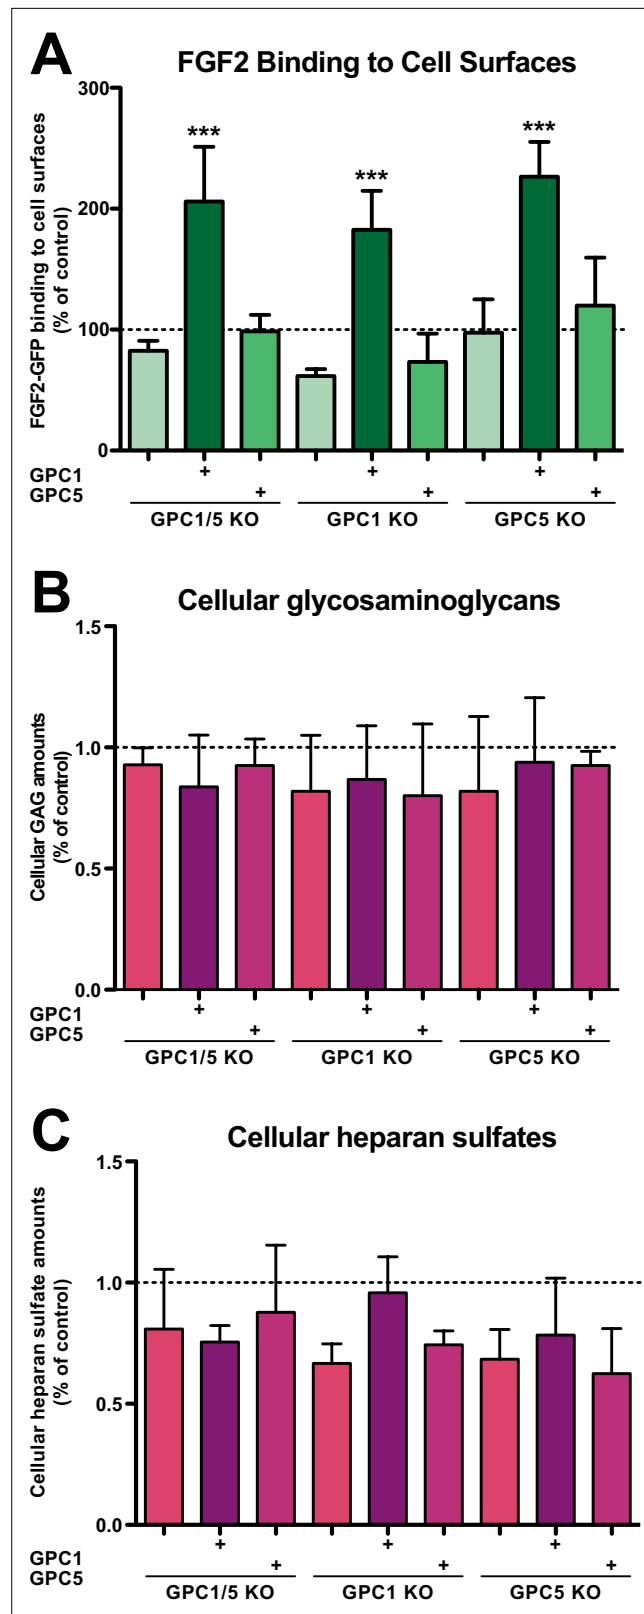 A
FGF2 Binding to Cell Surfaces
FGF2-GFP binding to cell surfaces
(% of control)
300
200
100
0
*** *** ***
GPC1 + + +
GPC5 + + +
GPC1/5 KO GPC1 KO GPC5 KO
B
Cellular glycosaminoglycans
Cellular GAG amounts
(% of control)
1.5
1.0
0.5
0.0
GPC1 + + +
GPC5 + + +
GPC1/5 KO GPC1 KO GPC5 KO
C
Cellular heparan sulfates
Cellular heparan sulfate amounts
(% of control)
1.5
1.0
0.5
0.0
GPC1 + + +
GPC5 + + +
GPC1/5 KO GPC1 KO GPC5 KO